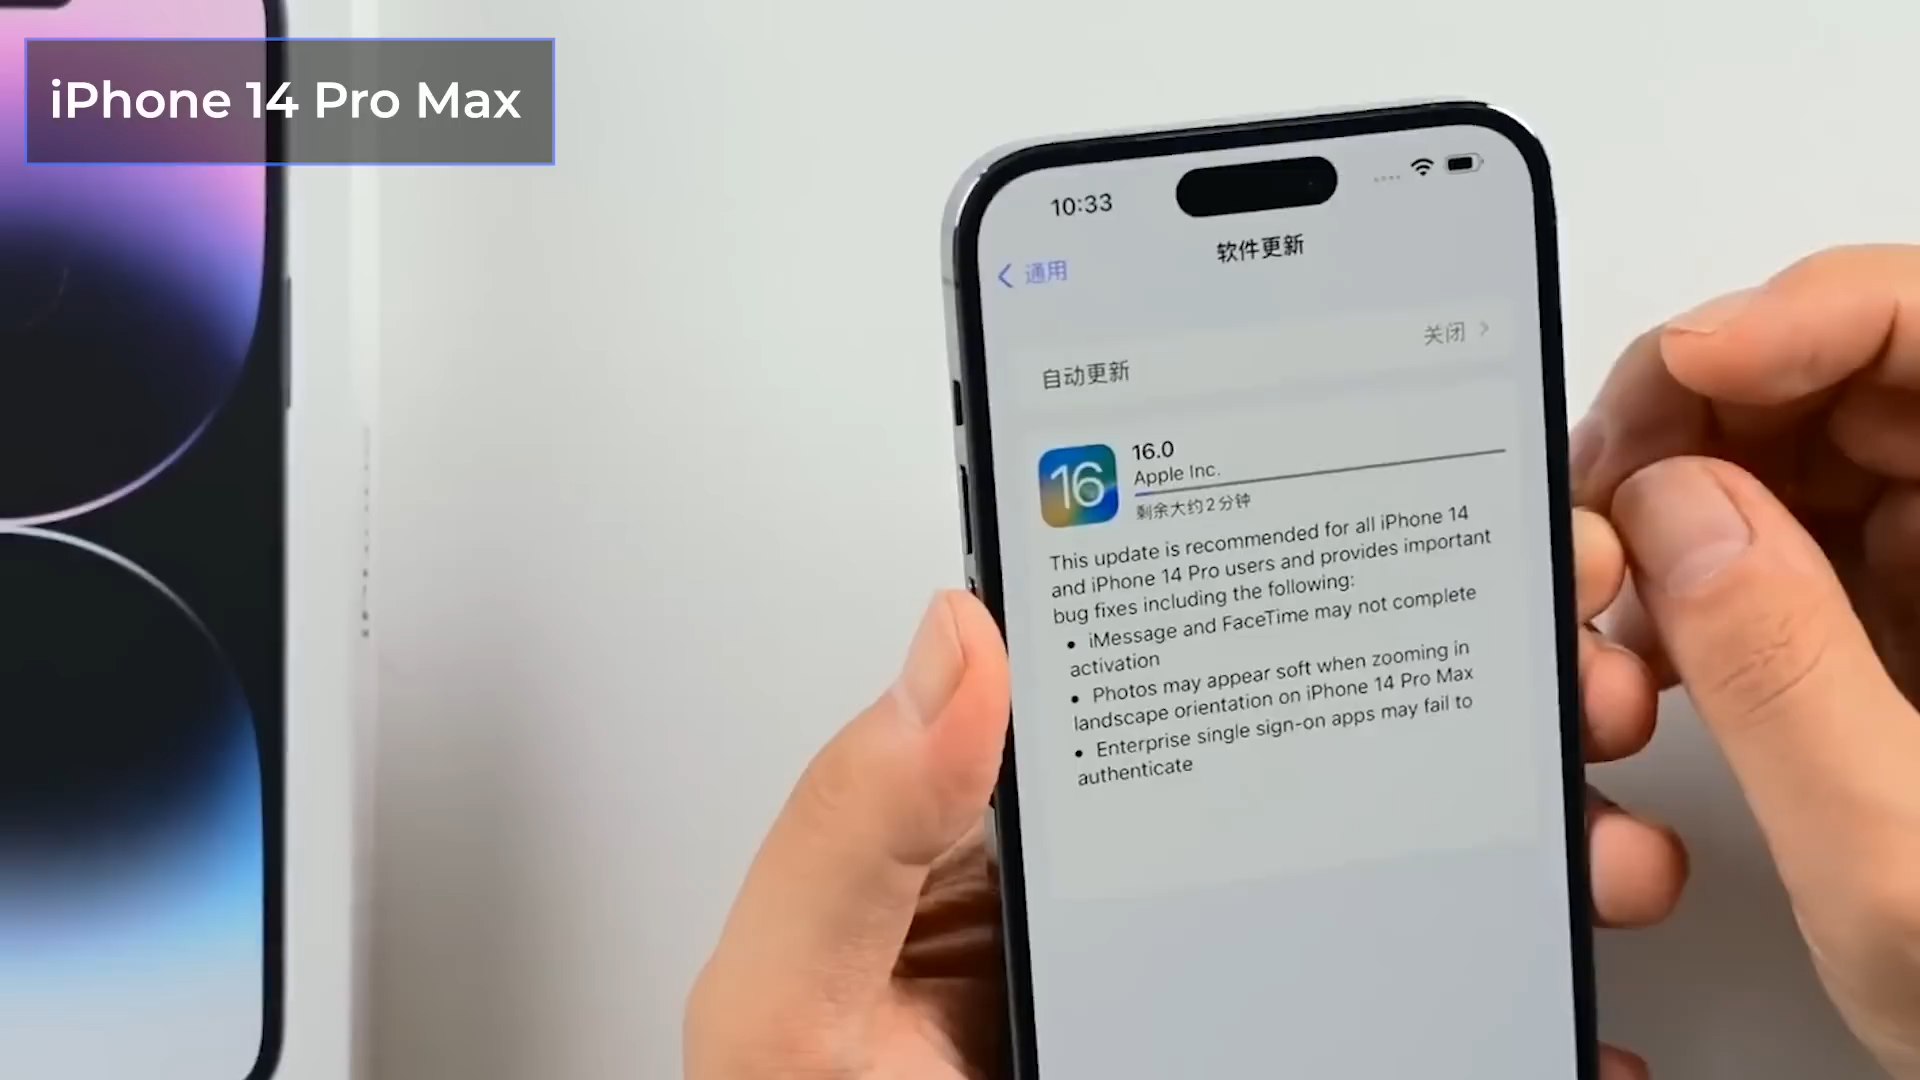 iPhone 14 Pro Max
10:33
软件更新
通用
自动更新
关闭
16
16.0
Apple Inc.
剩余大约2分钟
This update is recommended for all iPhone 14
and iPhone 14 Pro users and provides important
bug fixes including the following:
• iMessage and FaceTime may not complete
activation
• Photos may appear soft when zooming in
landscape orientation on iPhone 14 Pro Max
• Enterprise single sign-on apps may fail to
authenticate